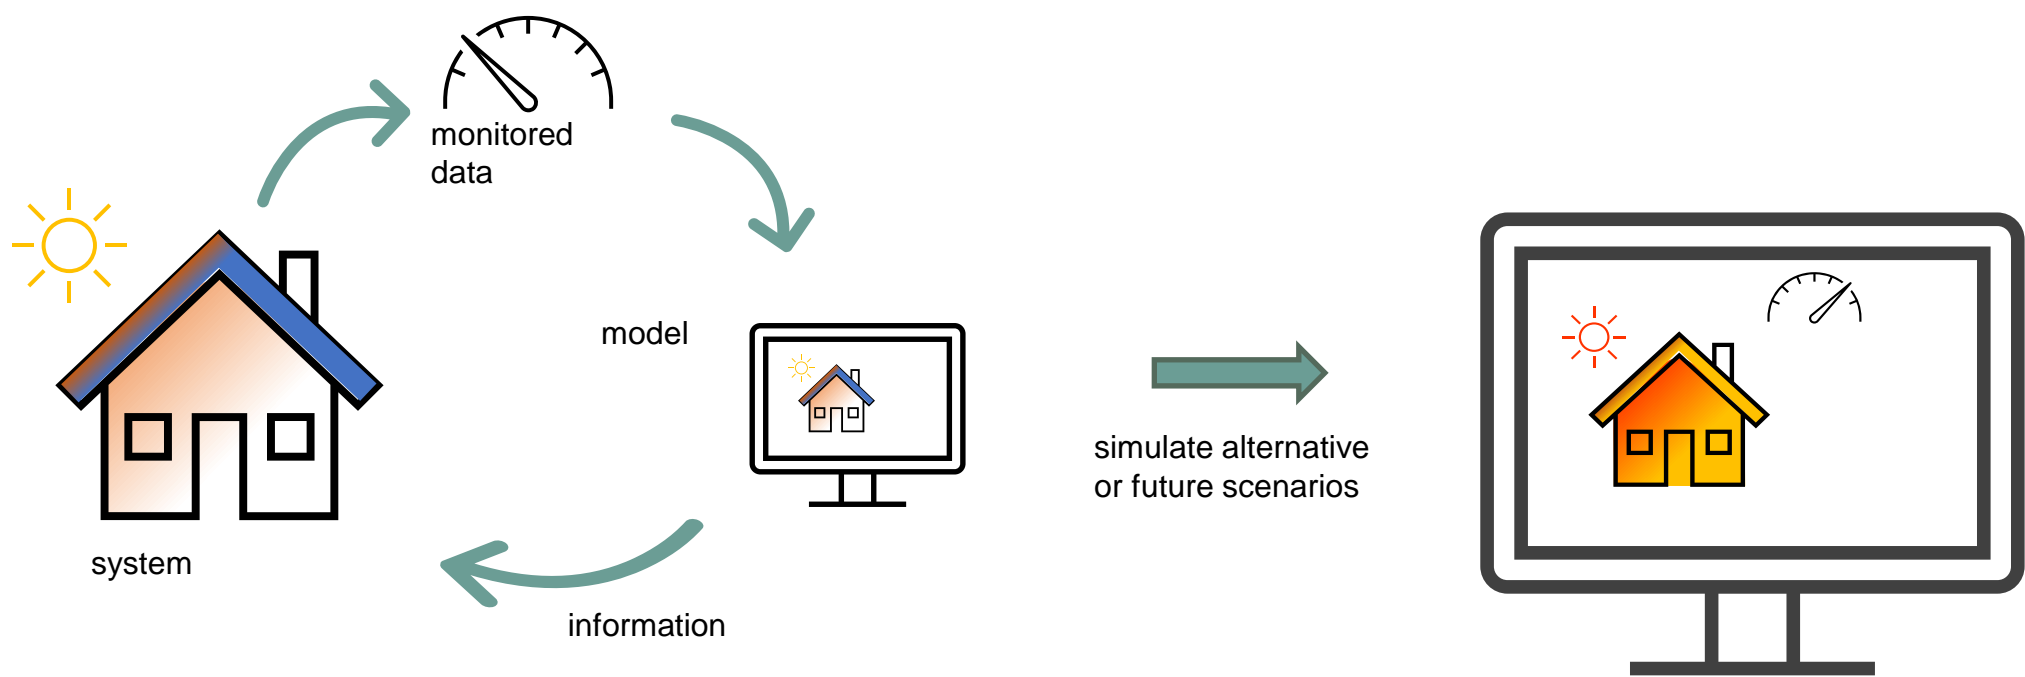 monitored
data
model
simulate alternative
or future scenarios
system
information